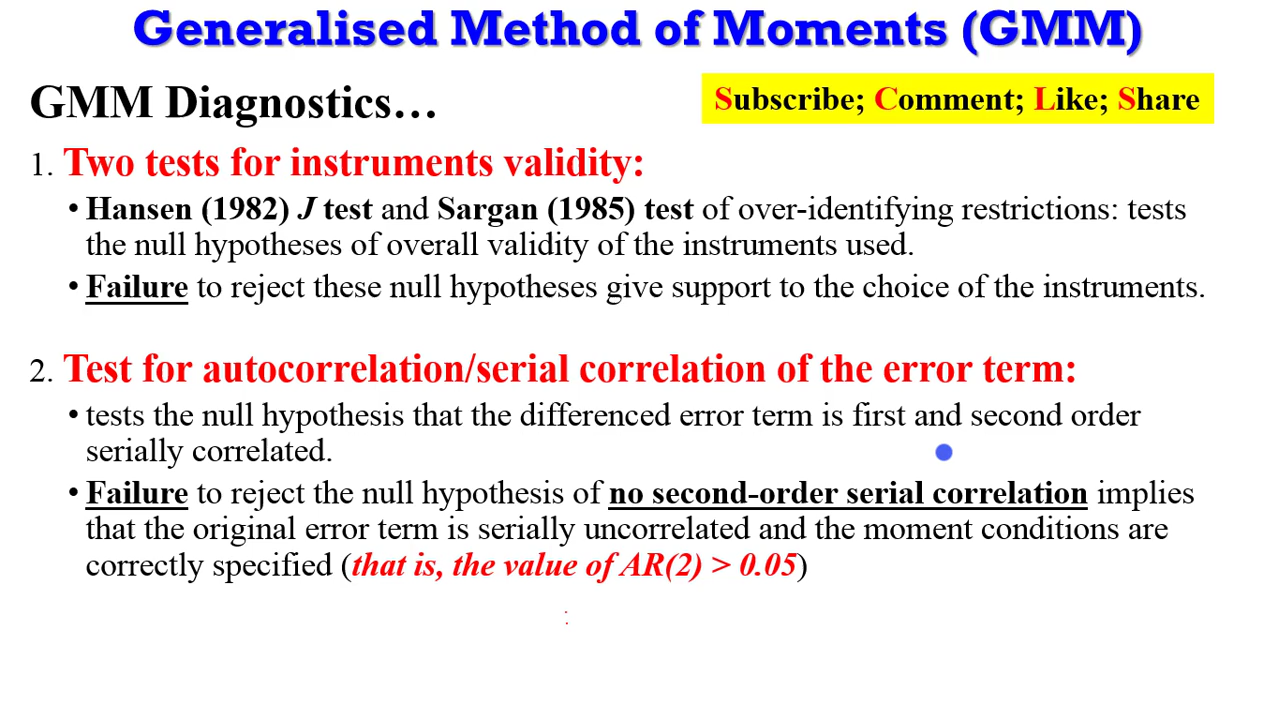 Generalised Method of Moments (GMM)
GMM Diagnostics…
Subscribe; Comment; Like; Share
1. Two tests for instruments validity:
• Hansen (1982) J test and Sargan (1985) test of over-identifying restrictions: tests
the null hypotheses of overall validity of the instruments used.
• Failure to reject these null hypotheses give support to the choice of the instruments.
2. Test for autocorrelation/serial correlation of the error term:
• tests the null hypothesis that the differenced error term is first and second order
serially correlated.
• Failure to reject the null hypothesis of no second-order serial correlation implies
that the original error term is serially uncorrelated and the moment conditions are
correctly specified (that is, the value of AR(2) > 0.05)